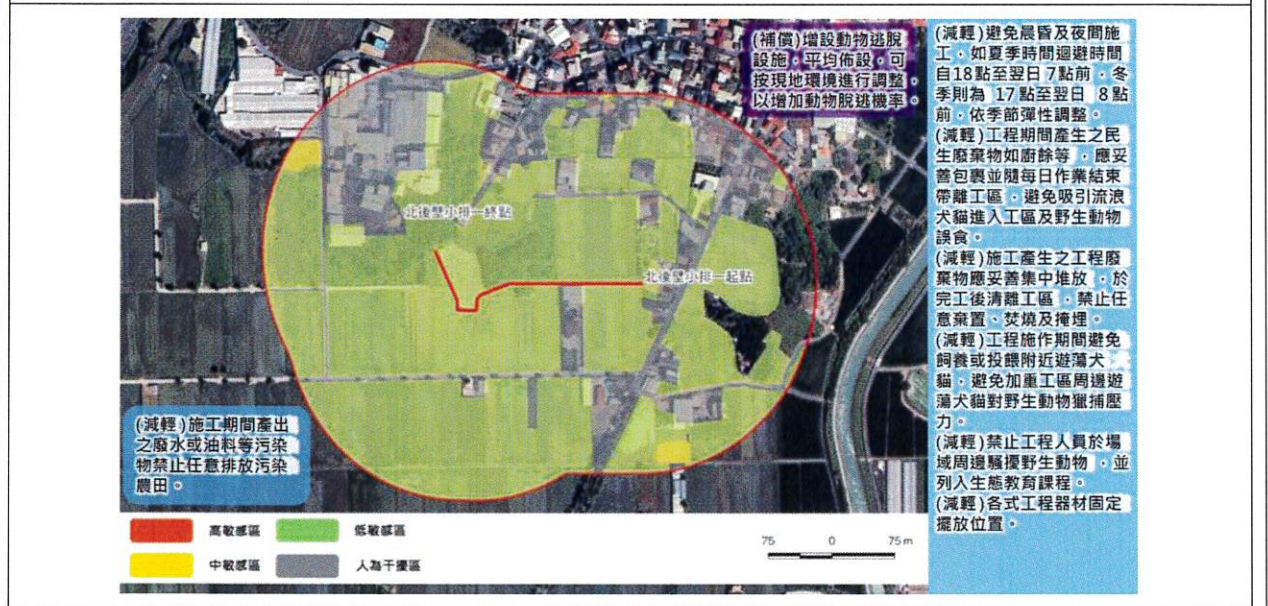 (補償)增設動物逃脫
設施，平均佈設，可
按現地環境進行調整，
以增加動物脫逃機率。
(減輕)避免晨昏及夜間施
工，如夏季時間迴避時間
自18點至翌日7點前，冬
季則為 17點至翌日 8點
前，依季節彈性調整。
(減輕)工程期間產生之民
生廢棄物如廚餘等，應妥
善包裹並隨每日作業結束
帶離工區，避免吸引流浪
犬貓進入工區及野生動物
誤食。
(減輕)施工產生之工程廢
棄物應妥善集中堆放，於
完工後清離工區，禁止任
意棄置、焚燒及掩埋。
(減輕)工程施作期間避免
飼養或投餵附近遊蕩犬
貓，避免加重工區周邊遊
蕩犬貓對野生動物獵捕壓
力。
(減輕)禁止工程人員於場
域周邊騷擾野生動物，並
列入生態教育課程。
(減輕)各式工程器材固定
擺放位置。
北後壁小排一終點
北後壁小排一起點
(減輕)施工期間產出
之廢水或油料等污染
物禁止任意排放污染
農田。
高敏感區
低敏感區
中敏感區
人為干擾區
75 0 75 m